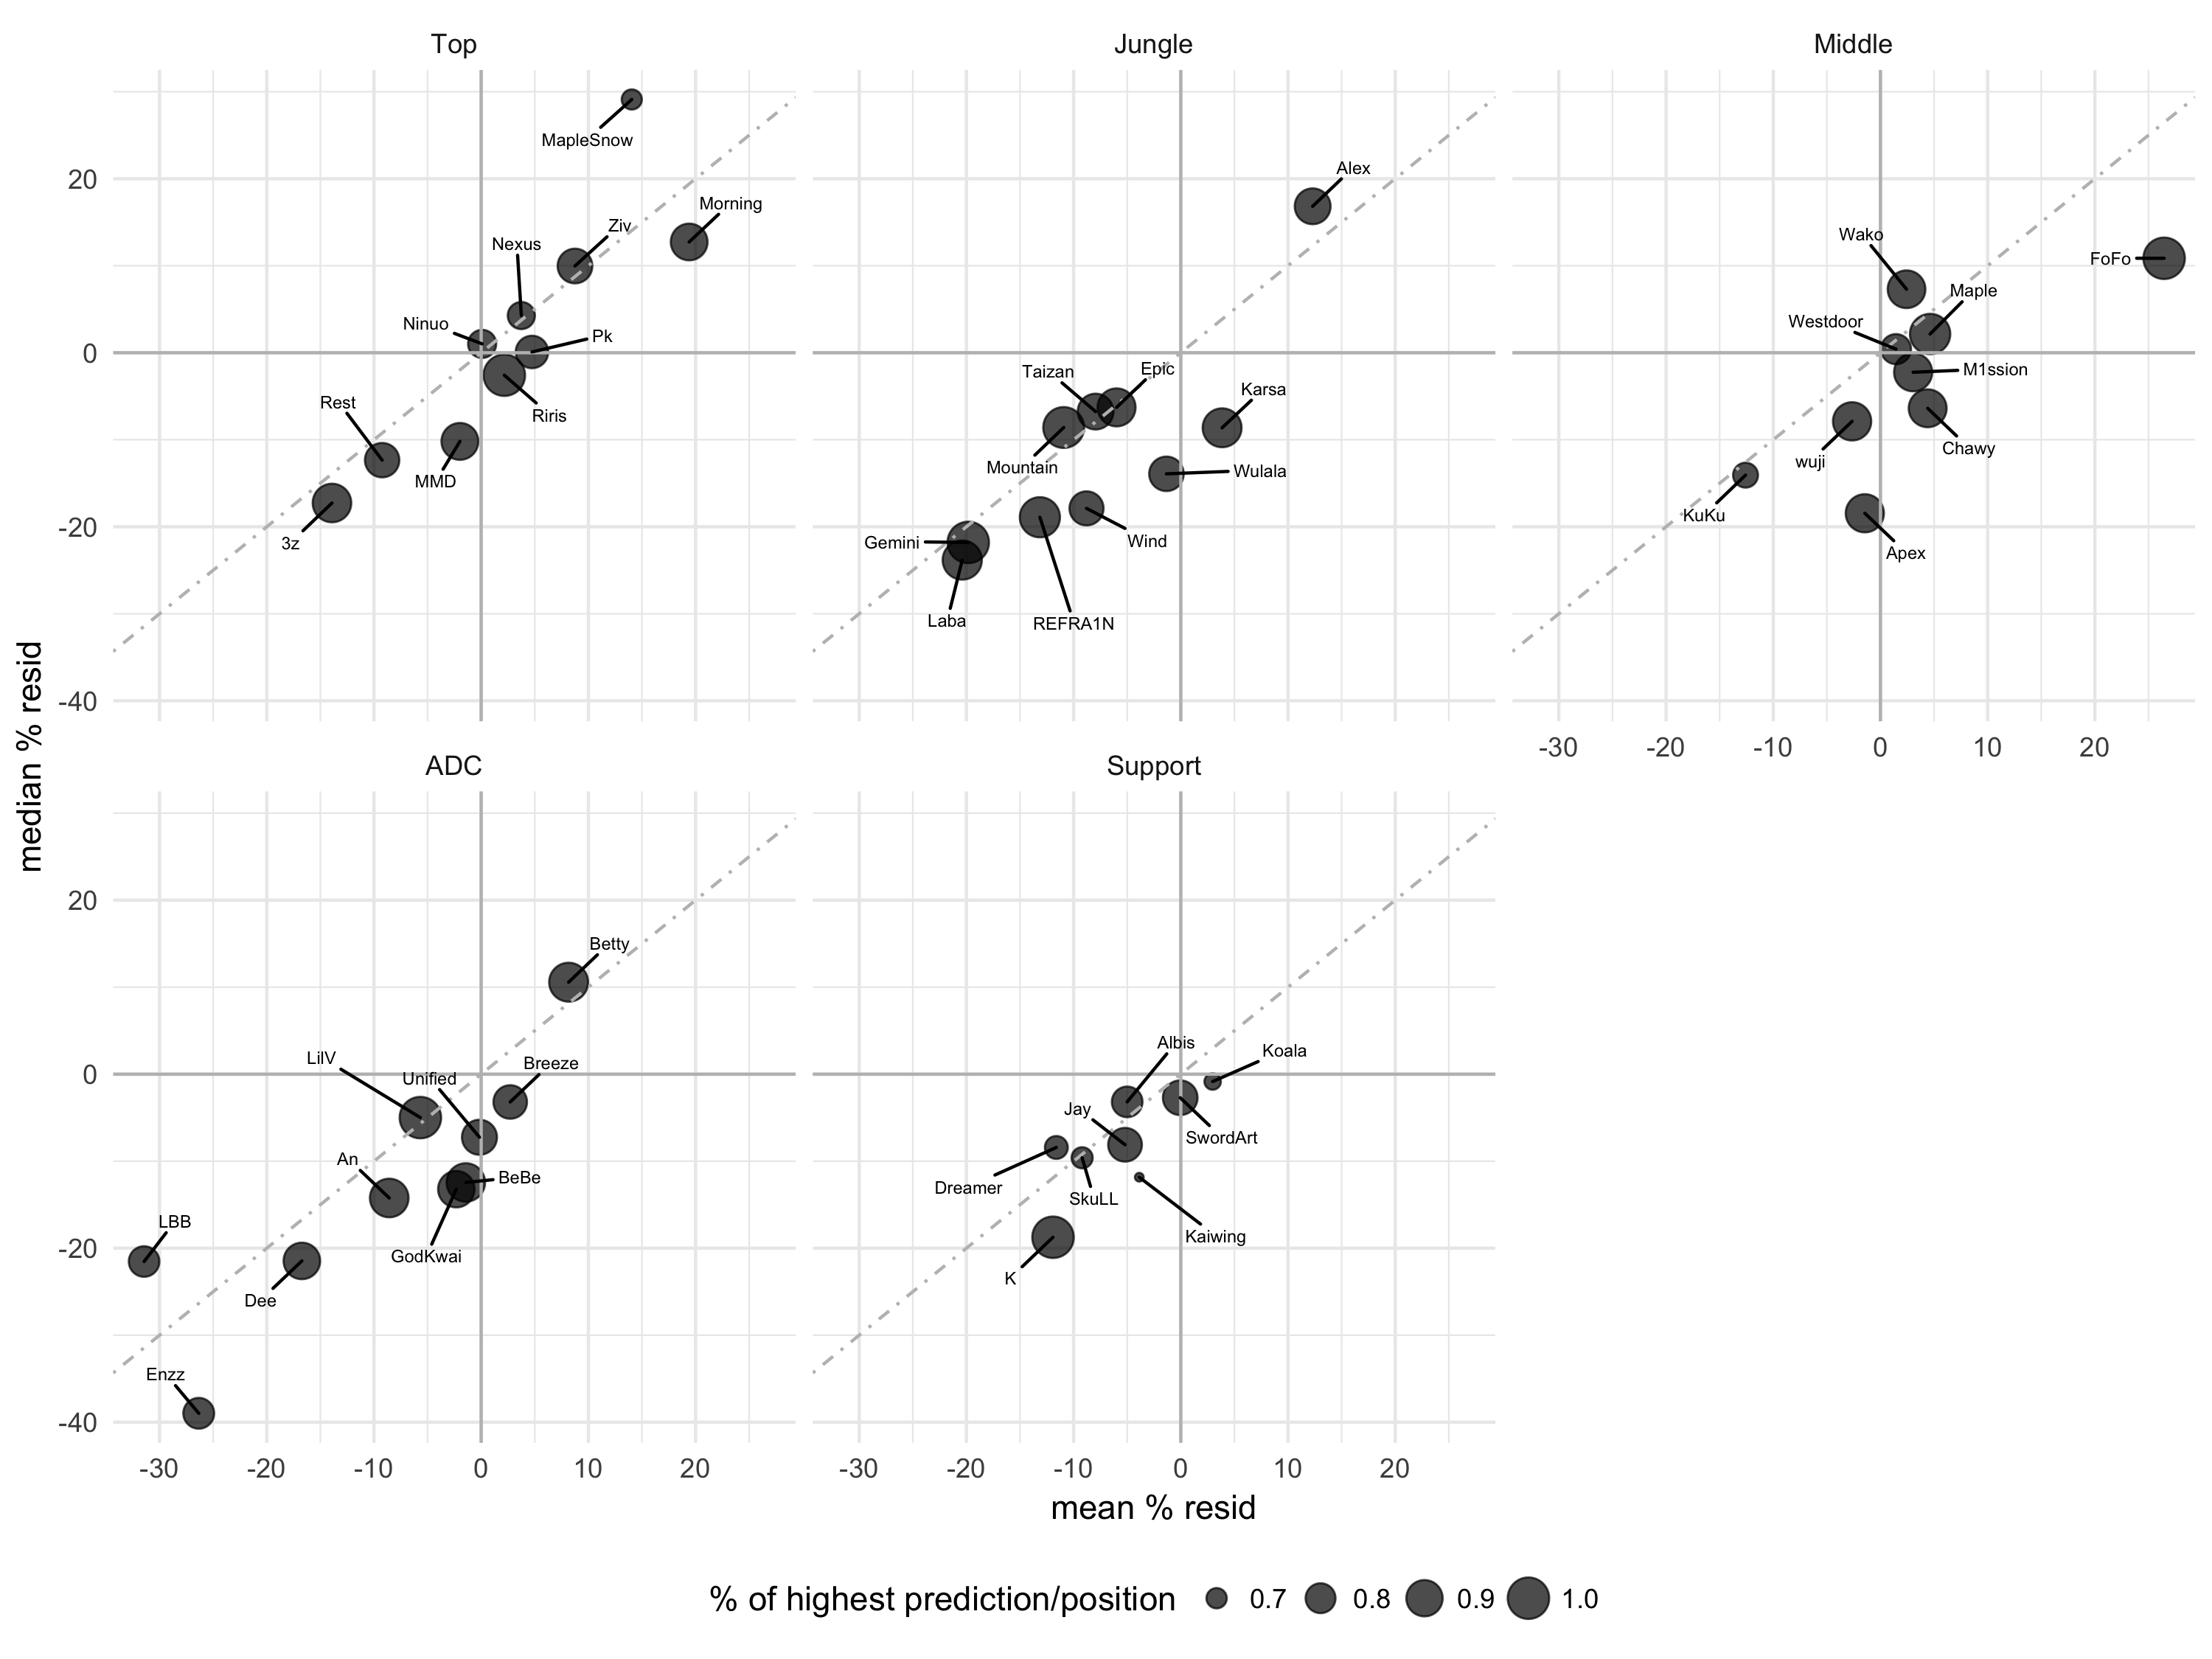 Top
Jungle
Middle
MapleSnow
Morning
Ziv
Nexus
Ninuo
Pk
Riris
Rest
MMD
3z
Alex
Taizan
Epic
Karsa
Mountain
Wulala
Gemini
Wind
Laba
REFRA1N
Wako
FoFo
Maple
Westdoor
M1ssion
Chawy
wuji
KuKu
Apex
20
0
-20
-40
-30 -20 -10 0 10 20
median % resid
ADC
Support
Betty
LilV
Unified
Breeze
An
BeBe
LBB
GodKwai
Dee
Enzz
Albis
Koala
Jay
SwordArt
Dreamer
SkuLL
Kaiwing
K
20
0
-20
-40
-30 -20 -10 0 10 20
-30 -20 -10 0 10 20
mean % resid
% of highest prediction/position 0.7 0.8 0.9 1.0